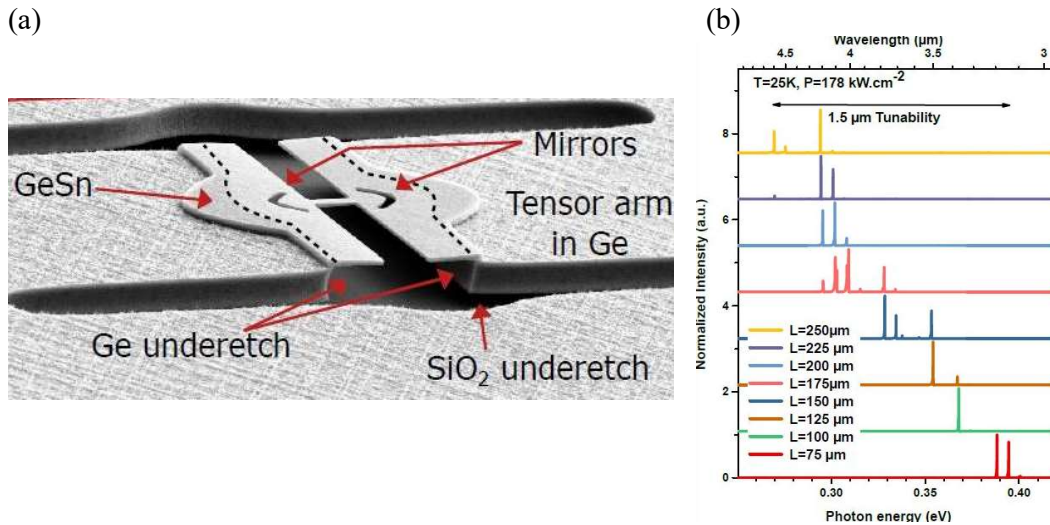 (a)
GeSn
Mirrors
Tensor arm
in Ge
Ge underetch
SiO₂ underetch
(b)
Wavelength (µm)
4.5 4 3.5 3
T=25K, P=178 kW.cm⁻²
1.5 µm Tunability
Normalized Intensity (a.u.)
8
6
4
2
0
L=250µm
L=225 µm
L=200 µm
L=175µm
L=150 µm
L=125 µm
L=100 µm
L=75 µm
0.30 0.35 0.40
Photon energy (eV)